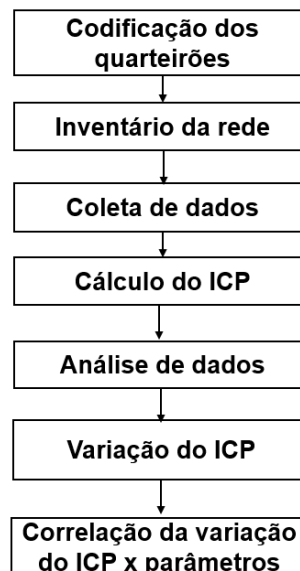 Codificação dos
quarteirões
Inventário da rede
Coleta de dados
Cálculo do ICP
Análise de dados
Variação do ICP
Correlação da variação
do ICP x parâmetros